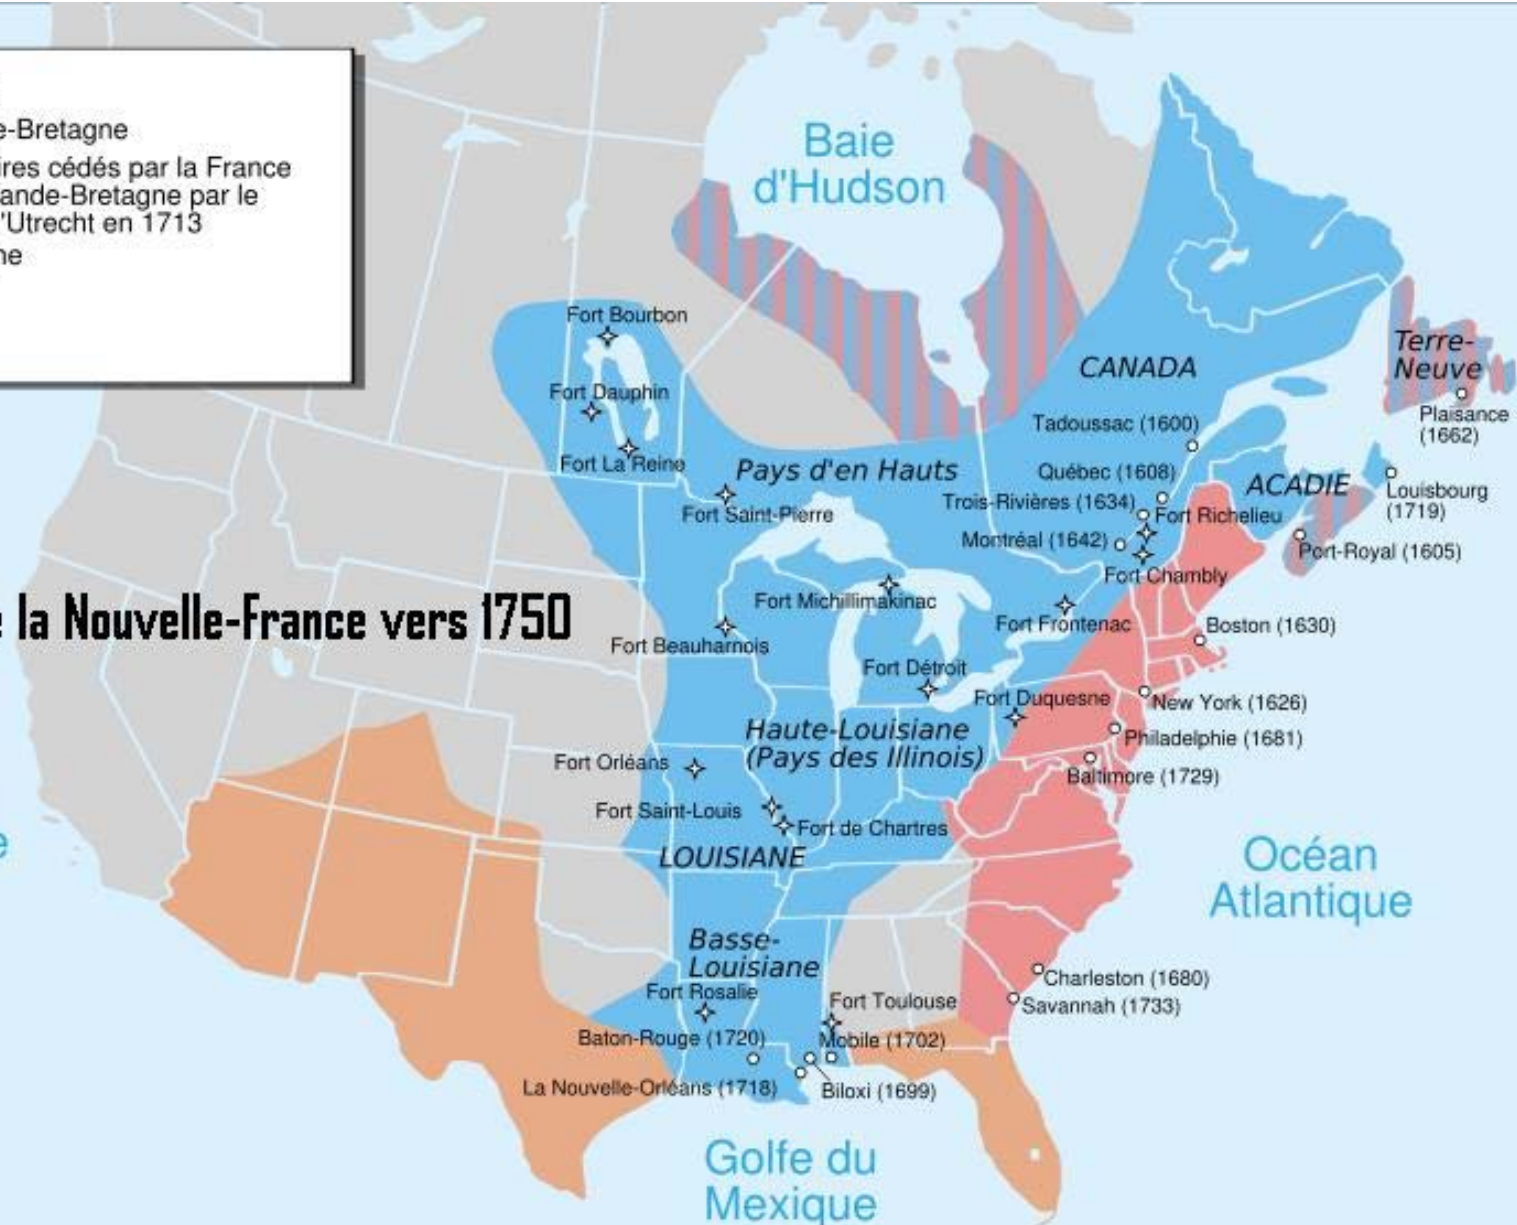 e-Bretagne
ires cédés par la France
ande-Bretagne par le
'Utrecht en 1713
ne
Baie
d'Hudson
Fort Bourbon
Fort Dauphin
Fort La Reine
CANADA
Terre-
Neuve
Plaisance
(1662)
Tadoussac (1600)
Pays d'en Hauts
Québec (1608)
ACADIE
Louisbourg
(1719)
Trois-Rivières (1634)
Fort Richelieu
Fort Saint-Pierre
Montréal (1642)
Port-Royal (1605)
Fort Chambly
Fort Michillimakinac
e la Nouvelle-France vers 1750
Fort Frontenac
Boston (1630)
Fort Beauharnois
Fort Détroit
Fort Duquesne
New York (1626)
Haute-Louisiane
(Pays des Illinois)
Philadelphie (1681)
Fort Orléans
Baltimore (1729)
Fort Saint-Louis
Fort de Chartres
e
LOUISIANE
Océan
Atlantique
Basse-
Louisiane
Charleston (1680)
Fort Rosalie
Fort Toulouse
Savannah (1733)
Baton-Rouge (1720)
Mobile (1702)
La Nouvelle-Orléans (1718)
Biloxi (1699)
Golfe du
Mexique